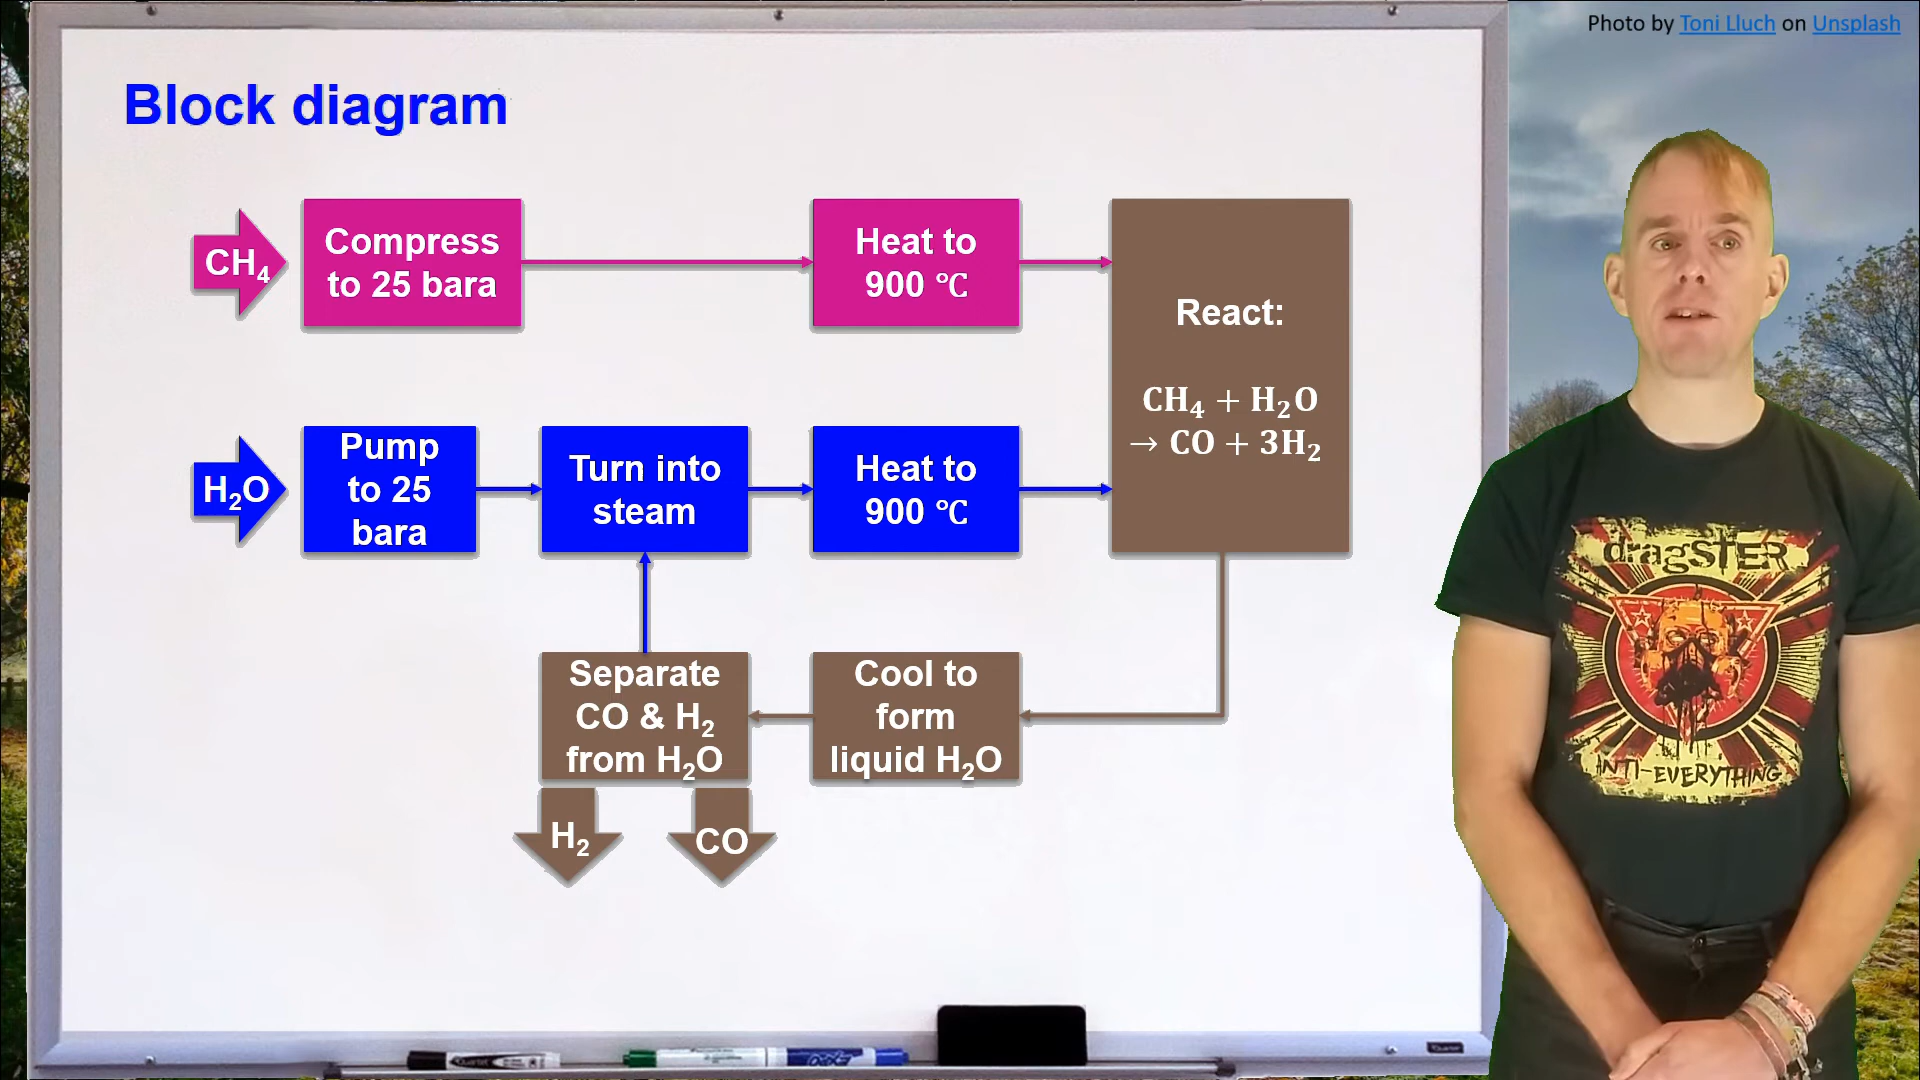 Photo by Toni Lluch on Unsplash
Block diagram
CH₄
Compress
to 25 bara
Heat to
900 ℃
React:
CH₄ + H₂O
→ CO + 3H₂
H₂O
Pump
to 25
bara
Turn into
steam
Heat to
900 ℃
Separate
CO & H₂
from H₂O
Cool to
form
liquid H₂O
H₂
CO
dragSTER
ANTI-EVERYTHING